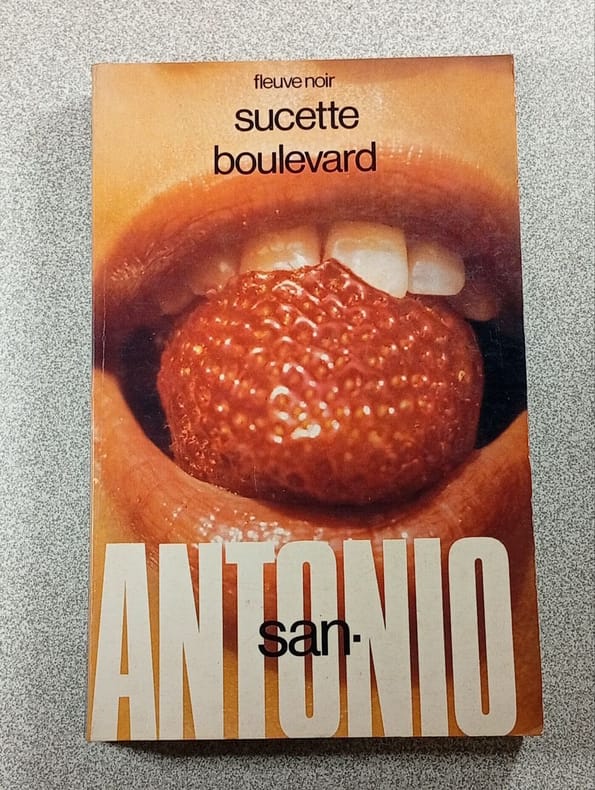 fleuve noir
sucette
boulevard
san-
ANTONIO